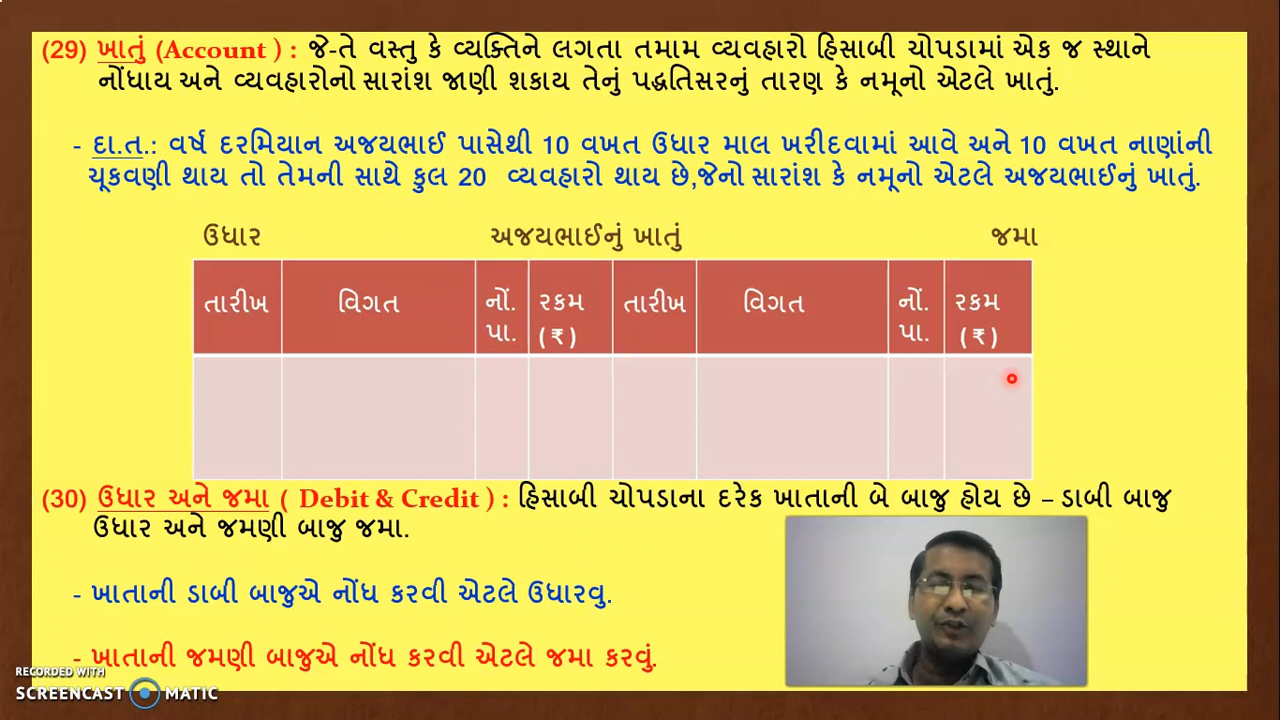 (29) ખાતું (Account ) : જે-તે વસ્તુ કે વ્યક્તિને લગતા તમામ વ્યવહારો હિસાબી ચોપડામાં એક જ સ્થાને
નોંધાય અને વ્યવહારોનો સારાંશ જાણી શકાય તેનું પદ્ધતિસરનું તારણ કે નમૂનો એટલે ખાતું.
- દા.ત.: વર્ષ દરમિયાન અજયભાઈ પાસેથી 10 વખત ઉધાર માલ ખરીદવામાં આવે અને 10 વખત નાણાંની
ચૂકવણી થાય તો તેમની સાથે કુલ 20 વ્યવહારો થાય છે,જેનો સારાંશ કે નમૂનો એટલે અજયભાઈનું ખાતું.
ઉધાર અજયભાઈનું ખાતું જમા
તારીખ વિગત નોં. રકમ તારીખ વિગત નોં. રકમ
પા. (₹) પા. (₹)
(30) ઉધાર અને જમા ( Debit & Credit ) : હિસાબી ચોપડાના દરેક ખાતાની બે બાજુ હોય છે – ડાબી બાજુ
ઉધાર અને જમણી બાજુ જમા.
- ખાતાની ડાબી બાજુએ નોંધ કરવી એટલે ઉધારવુ.
- ખાતાની જમણી બાજુએ નોંધ કરવી એટલે જમા કરવું.
RECORDED WITH
SCREENCAST MATIC